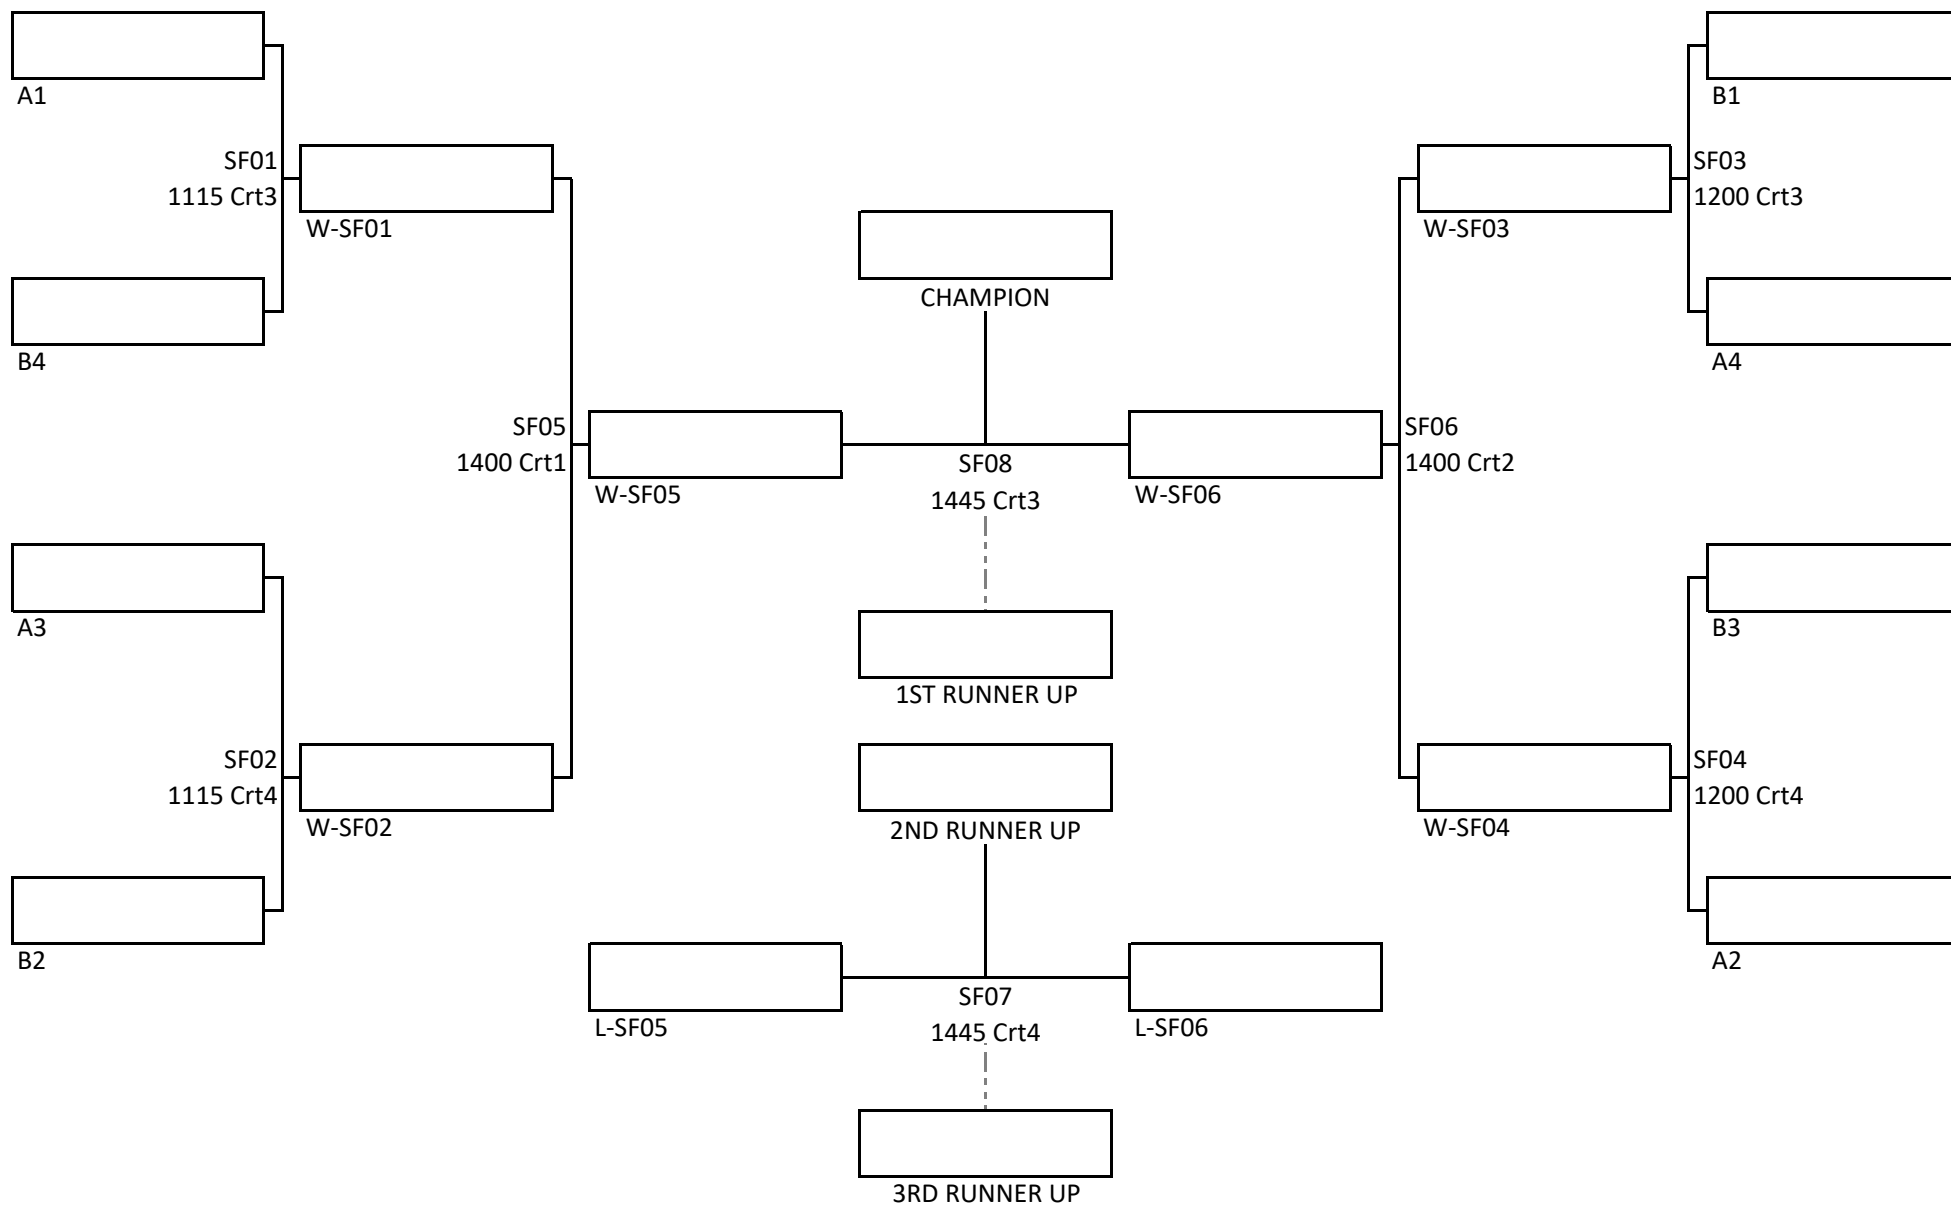 A1
B1
SF01
1115 Crt3
SF03
1200 Crt3
W-SF01
W-SF03
CHAMPION
B4
A4
SF05
1400 Crt1
SF08
1445 Crt3
SF06
1400 Crt2
W-SF05
W-SF06
A3
B3
1ST RUNNER UP
SF02
1115 Crt4
SF04
1200 Crt4
W-SF02
2ND RUNNER UP
W-SF04
B2
A2
SF07
1445 Crt4
L-SF05
L-SF06
3RD RUNNER UP